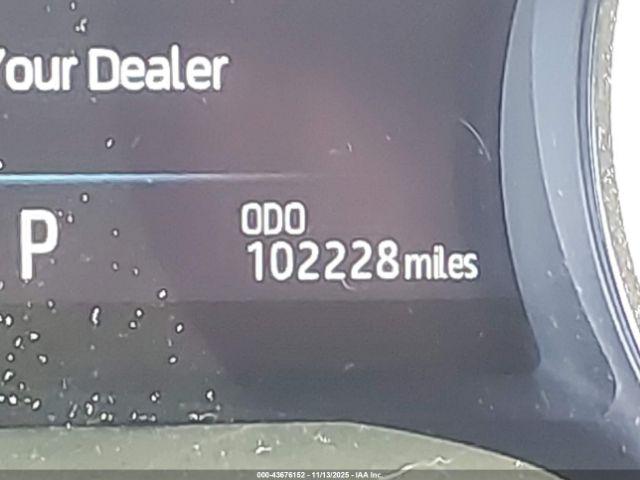 Your Dealer
P
ODO
102228 miles
000-43676152 - 11/13/2025 - IAA Inc.